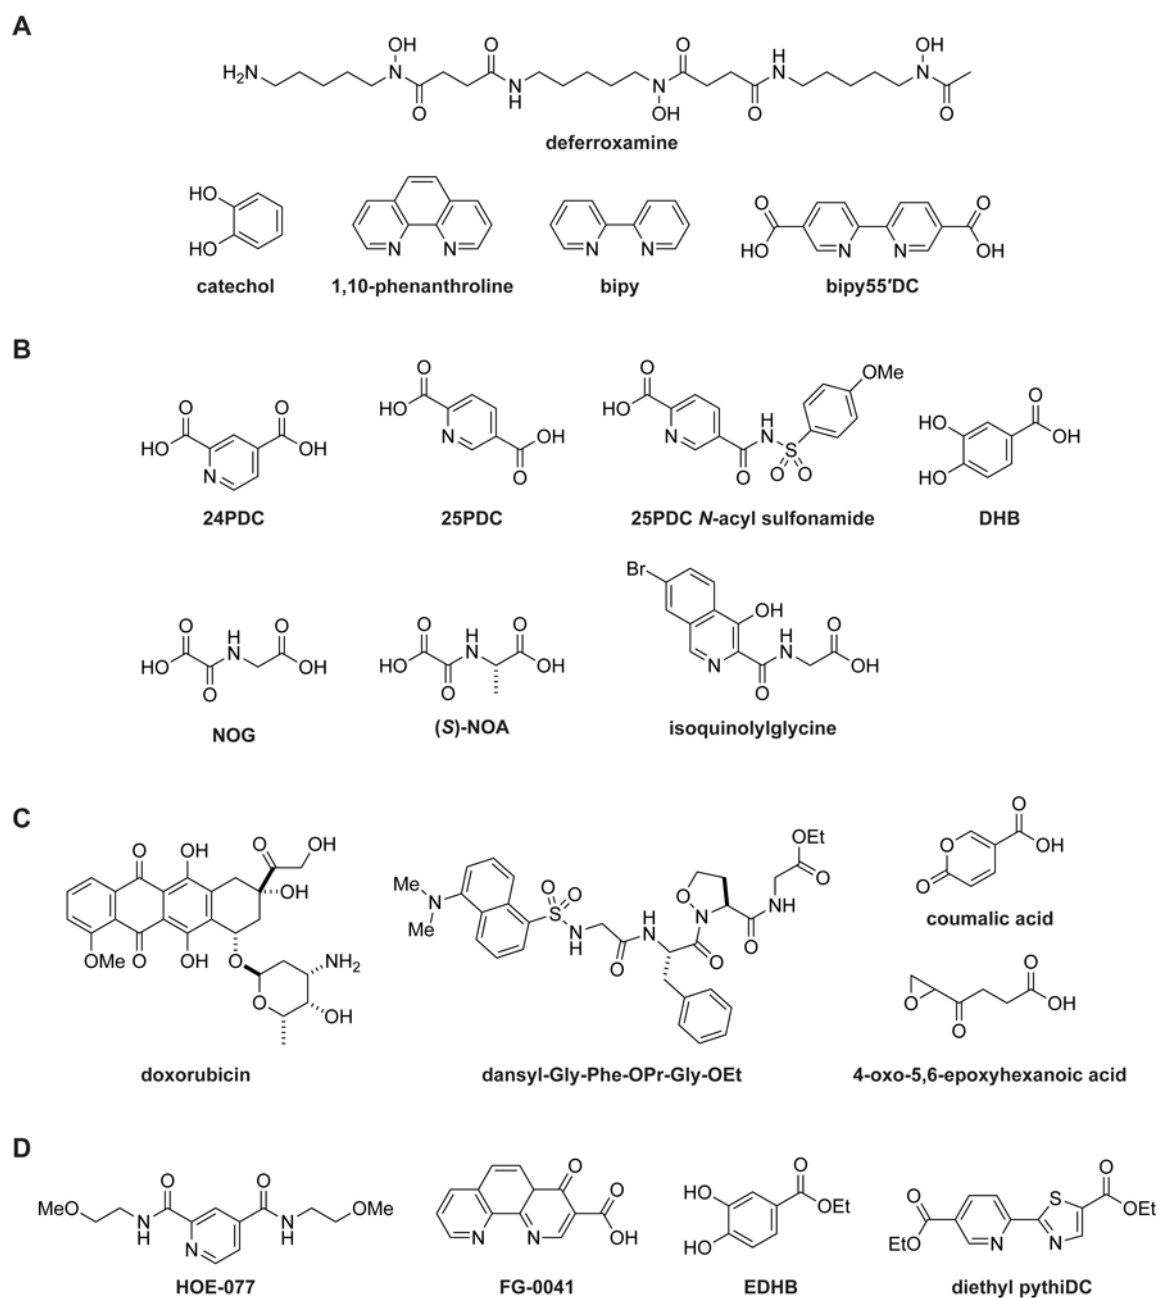 A
H₂N
OH
N
O
O
N
H
N
OH
O
O
H
N
OH
N
O
deferroxamine
HO
HO
catechol
N
N
1,10-phenanthroline
N
N
bipy
O
HO
N
N
O
OH
bipy55′DC
B
O
HO
N
O
OH
24PDC
O
HO
N
OH
O
25PDC
O
HO
N
O
H
N
S
O
O
OMe
25PDC N-acyl sulfonamide
HO
HO
O
OH
DHB
O
HO
O
H
N
O
OH
NOG
O
HO
O
H
N
O
OH
(S)-NOA
Br
OH
N
O
H
N
O
OH
isoquinolylglycine
C
O
OH
O
OH
OH
OMe
O
OH
O
O
NH₂
OH
doxorubicin
Me
N
Me
O
O
S
N
H
O
H
N
O
O
N
O
NH
OEt
O
dansyl-Gly-Phe-OPr-Gly-OEt
O
O
O
OH
coumalic acid
O
O
O
OH
4-oxo-5,6-epoxyhexanoic acid
D
MeO
N
H
O
N
O
N
H
OMe
HOE-077
N
N
O
O
OH
FG-0041
HO
HO
O
OEt
EDHB
O
EtO
N
S
N
O
OEt
diethyl pythiDC